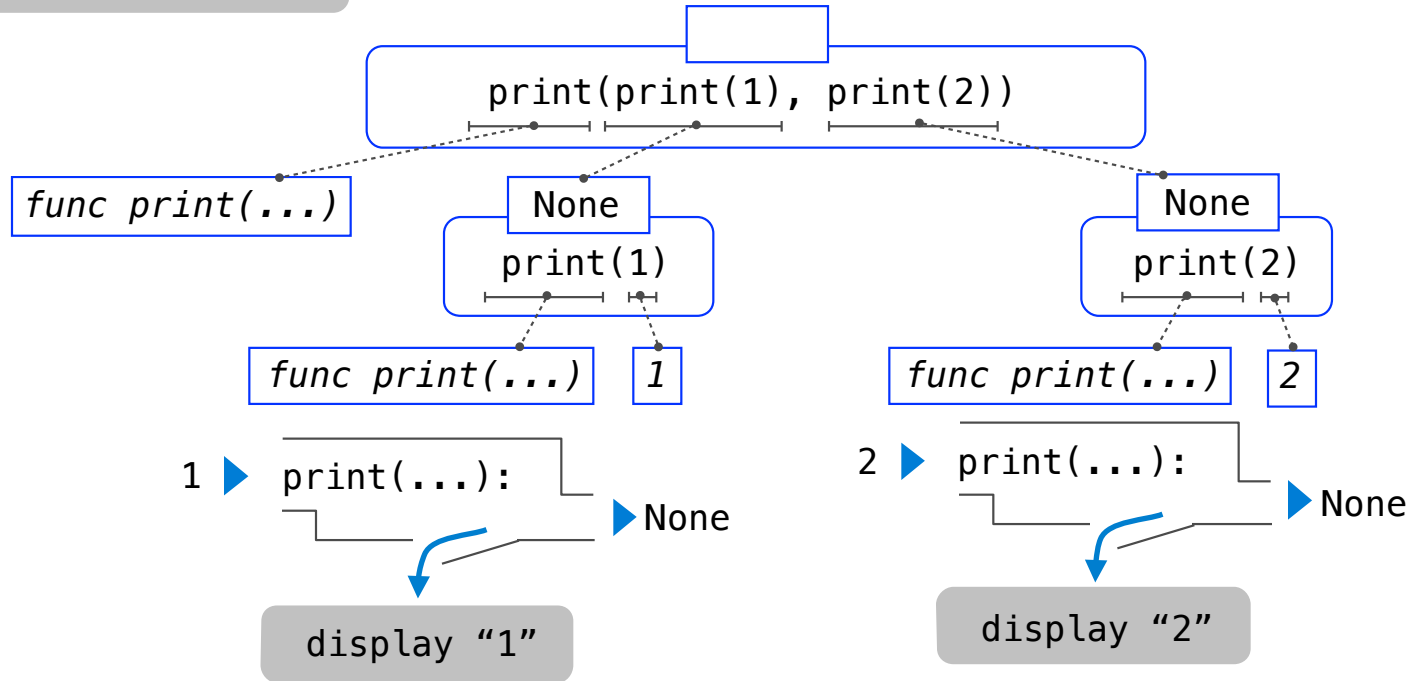 print(print(1), print(2))
func print(...)
None
None
print(1)
print(2)
func print(...)
1
func print(...)
2
1
print(...):
None
2
print(...):
None
display “1”
display “2”